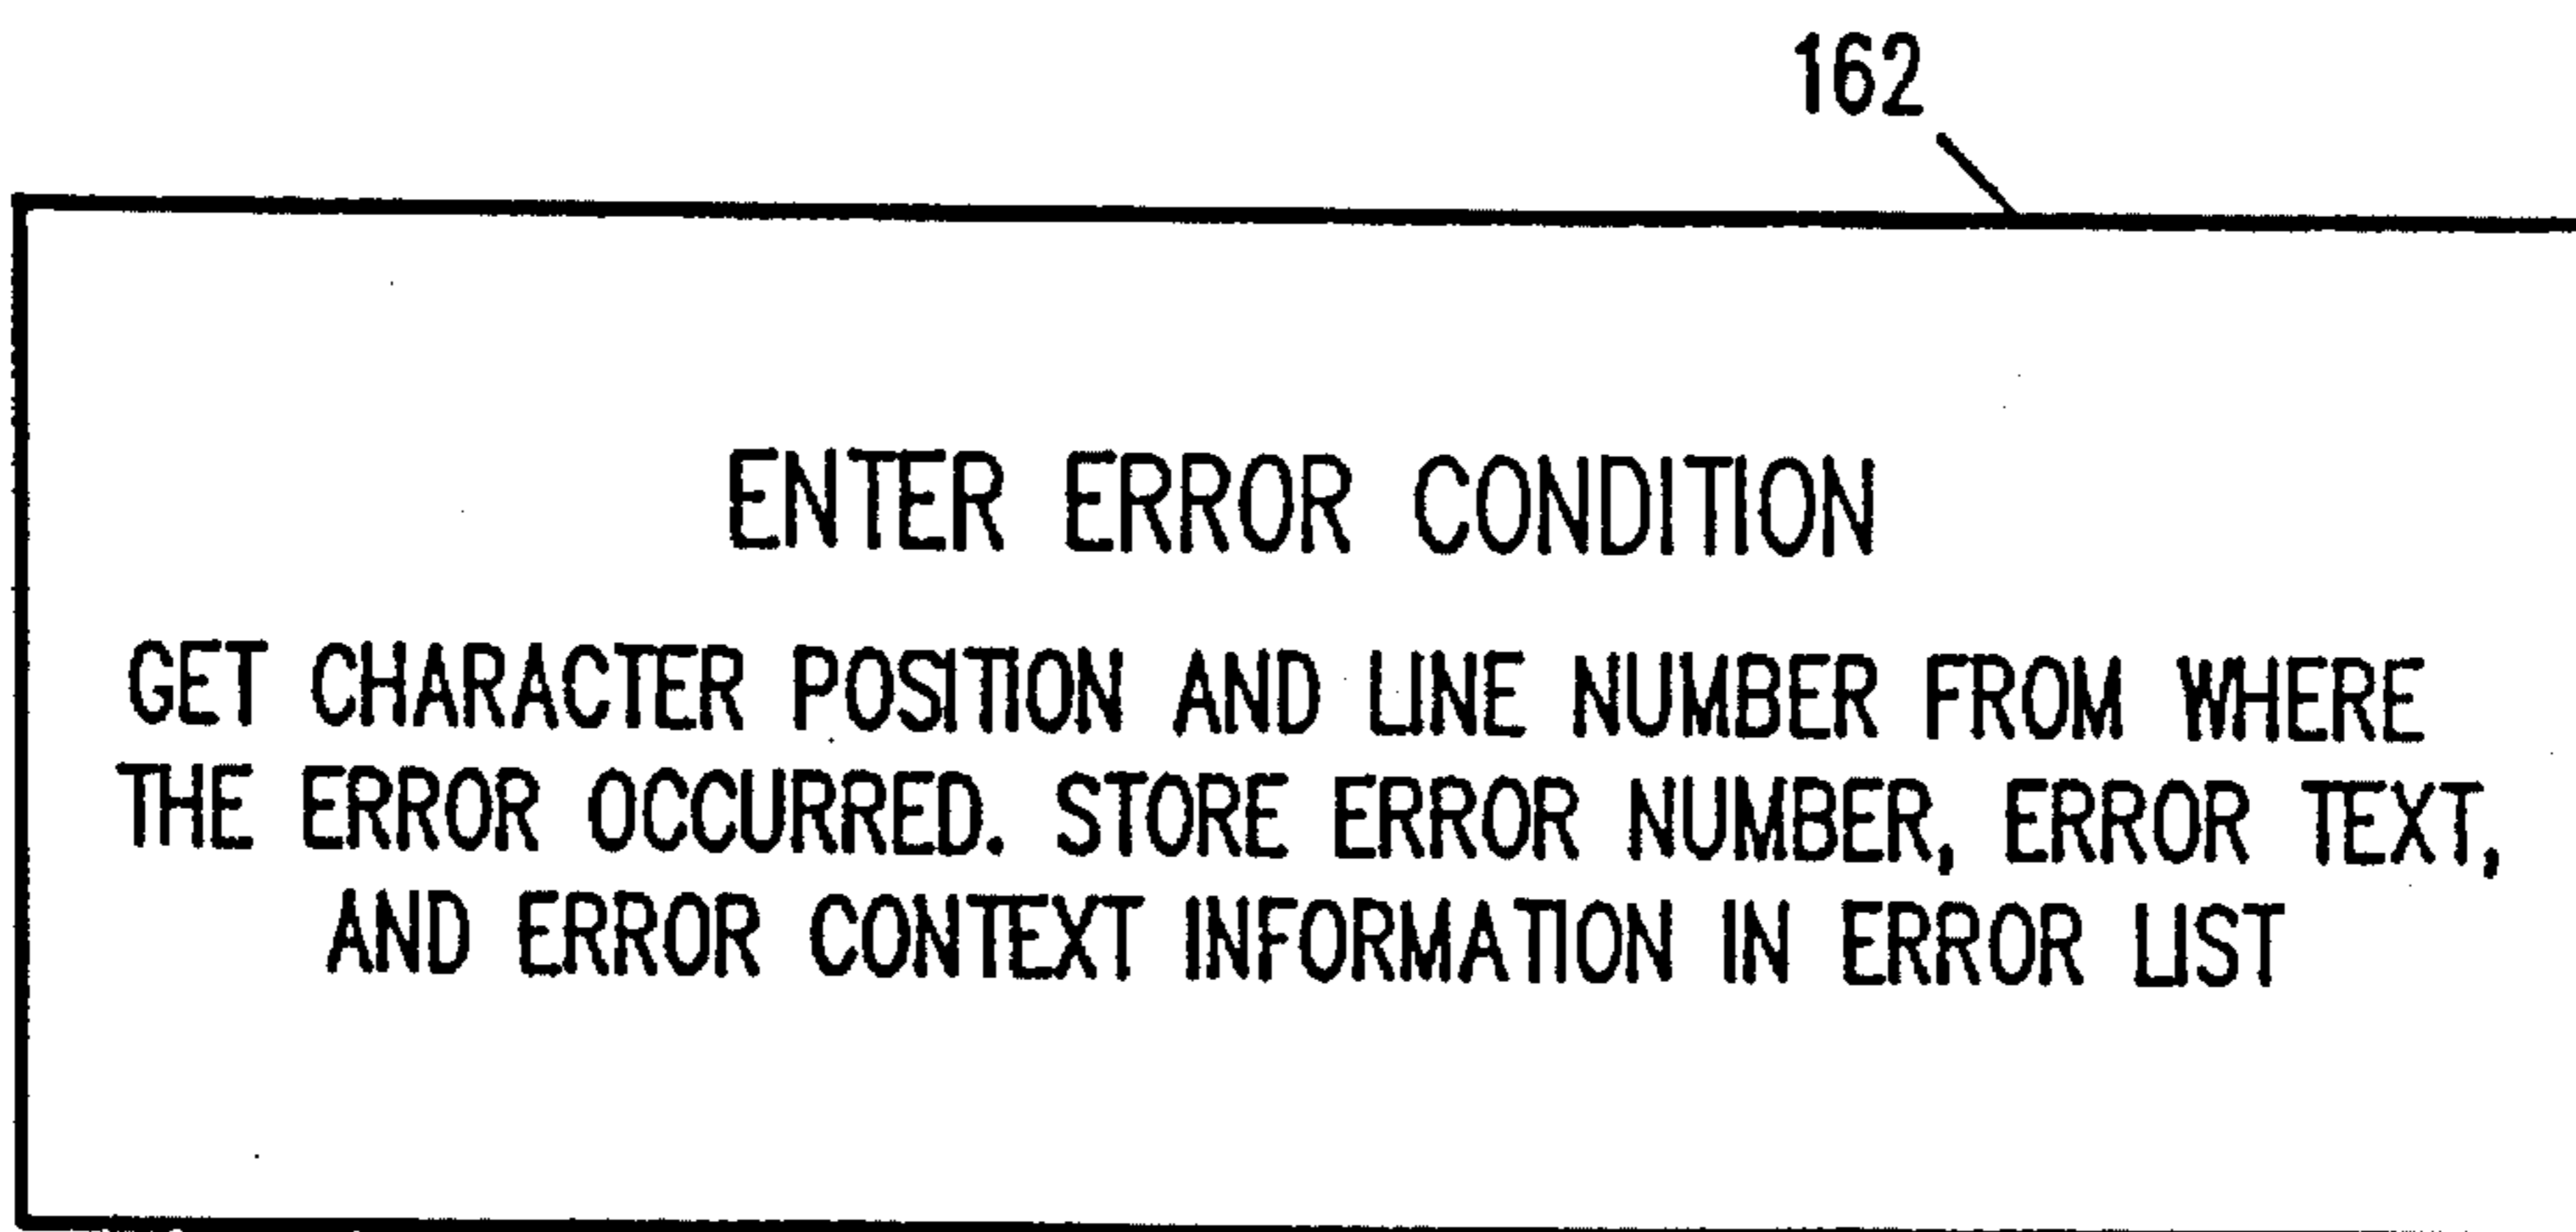 162
ENTER ERROR CONDITION
GET CHARACTER POSITION AND LINE NUMBER FROM WHERE
THE ERROR OCCURRED. STORE ERROR NUMBER, ERROR TEXT,
AND ERROR CONTEXT INFORMATION IN ERROR LIST